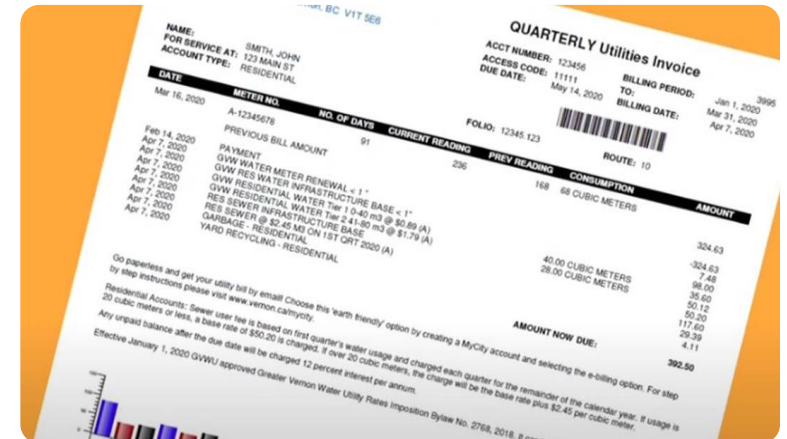 on, BC V1T 5E6
QUARTERLY Utilities Invoice
NAME: SMITH, JOHN
FOR SERVICE AT: 123 MAIN ST
ACCOUNT TYPE: RESIDENTIAL
ACCT NUMBER: 123456
ACCESS CODE: 11111
DUE DATE: May 14, 2020
3995
BILLING PERIOD: Jan 1, 2020
TO: Mar 31, 2020
BILLING DATE: Apr 7, 2020
FOLIO: 12345.123
ROUTE: 10
DATE METER NO. NO. OF DAYS CURRENT READING PREV READING CONSUMPTION AMOUNT
Mar 16, 2020 A-12345678 91 236 168 68 CUBIC METERS
PREVIOUS BILL AMOUNT 324.63
Feb 14, 2020 PAYMENT -324.63
Apr 7, 2020 GVW WATER METER RENEWAL < 1" 7.48
Apr 7, 2020 GVW RES WATER INFRASTRUCTURE BASE < 1" 98.00
Apr 7, 2020 GVW RESIDENTIAL WATER Tier 1 0-40 m3 @ $0.89 (A) 40.00 CUBIC METERS 35.60
Apr 7, 2020 GVW RESIDENTIAL WATER Tier 2 41-80 m3 @ $1.79 (A) 28.00 CUBIC METERS 50.12
Apr 7, 2020 RES SEWER INFRASTRUCTURE BASE 50.20
Apr 7, 2020 RES SEWER @ $2.45 M3 ON 1ST QRT 2020 (A) 117.60
Apr 7, 2020 GARBAGE - RESIDENTIAL 29.39
Apr 7, 2020 YARD RECYCLING - RESIDENTIAL 4.11
AMOUNT NOW DUE: 392.50
Go paperless and get your utility bill by email! Choose this 'earth friendly' option by creating a MyCity account and selecting the e-billing option. For step
by step instructions please visit www.vernon.ca/mycity.
Residential Accounts: Sewer user fee is based on first quarter's water usage and charged each quarter for the remainder of the calendar year. If usage is
20 cubic meters or less, a base rate of $50.20 is charged. If over 20 cubic meters, the charge will be the base rate plus $2.45 per cubic meter.
Any unpaid balance after the due date will be charged 12 percent interest per annum.
Effective January 1, 2020 GVWU approved Greater Vernon Water Utility Rates Imposition Bylaw No. 2768, 2018. It